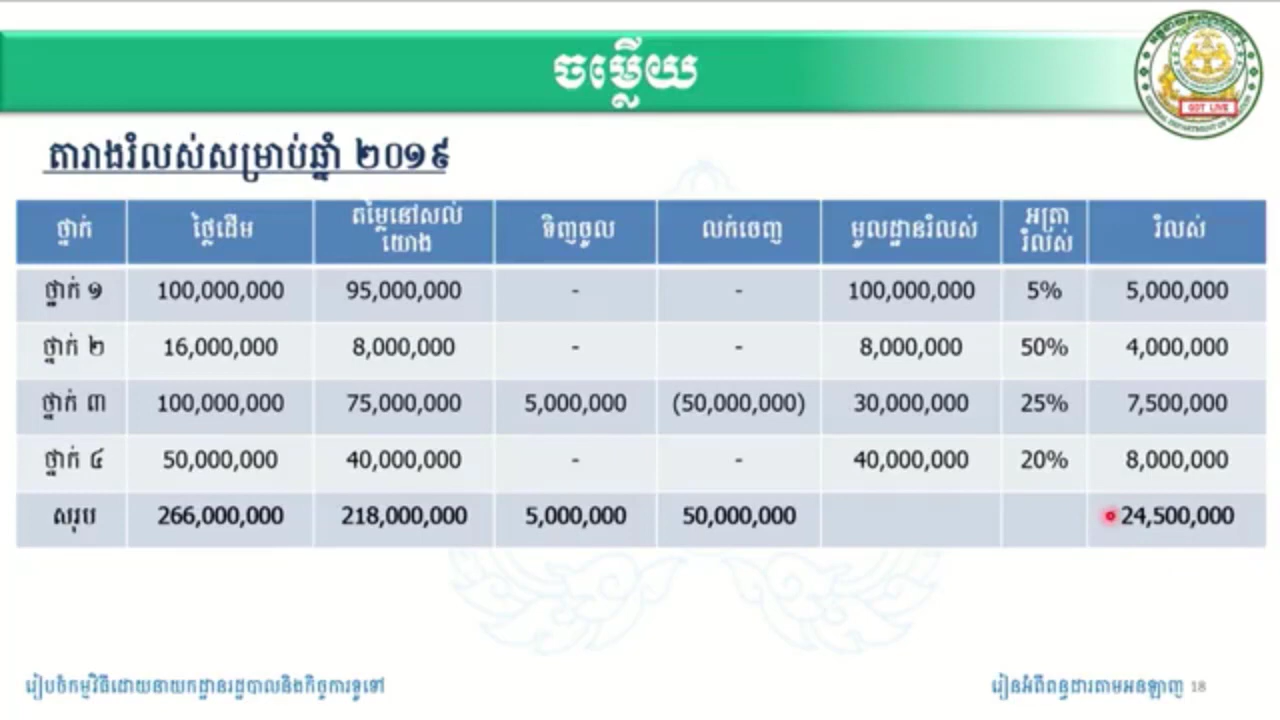 ចម្លើយ
GDT LIVE
GENERAL DEPARTMENT OF TAXATION
តារាងរំលស់សម្រាប់ឆ្នាំ ២០១៩
ថ្នាក់ ថ្លៃដើម តម្លៃនៅសល់យោង ទិញចូល លក់ចេញ មូលដ្ឋានរំលស់ អត្រារំលស់ រំលស់
ថ្នាក់ ១ 100,000,000 95,000,000 - - 100,000,000 5% 5,000,000
ថ្នាក់ ២ 16,000,000 8,000,000 - - 8,000,000 50% 4,000,000
ថ្នាក់ ៣ 100,000,000 75,000,000 5,000,000 (50,000,000) 30,000,000 25% 7,500,000
ថ្នាក់ ៤ 50,000,000 40,000,000 - - 40,000,000 20% 8,000,000
សរុប 266,000,000 218,000,000 5,000,000 50,000,000 24,500,000
រៀបចំកម្មវិធីដោយនាយកដ្ឋានរដ្ឋបាលនិងកិច្ចការទូទៅ
រៀនអំពីពន្ធដារតាមអនឡាញ 18